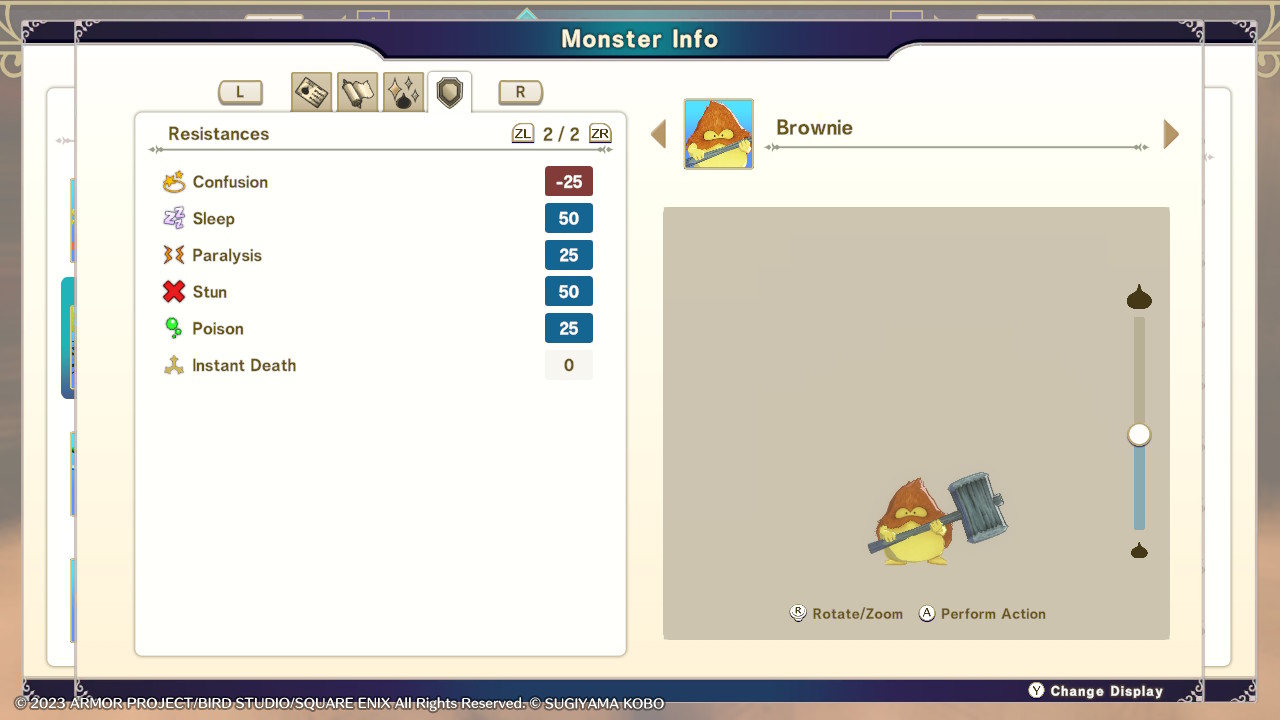 Monster Info
L
R
Resistances
ZL 2 / 2 ZR
Brownie
Confusion -25
Sleep 50
Paralysis 25
Stun 50
Poison 25
Instant Death 0
R Rotate/Zoom A Perform Action
Y Change Display
© 2023 ARMOR PROJECT/BIRD STUDIO/SQUARE ENIX All Rights Reserved. © SUGIYAMA KOBO